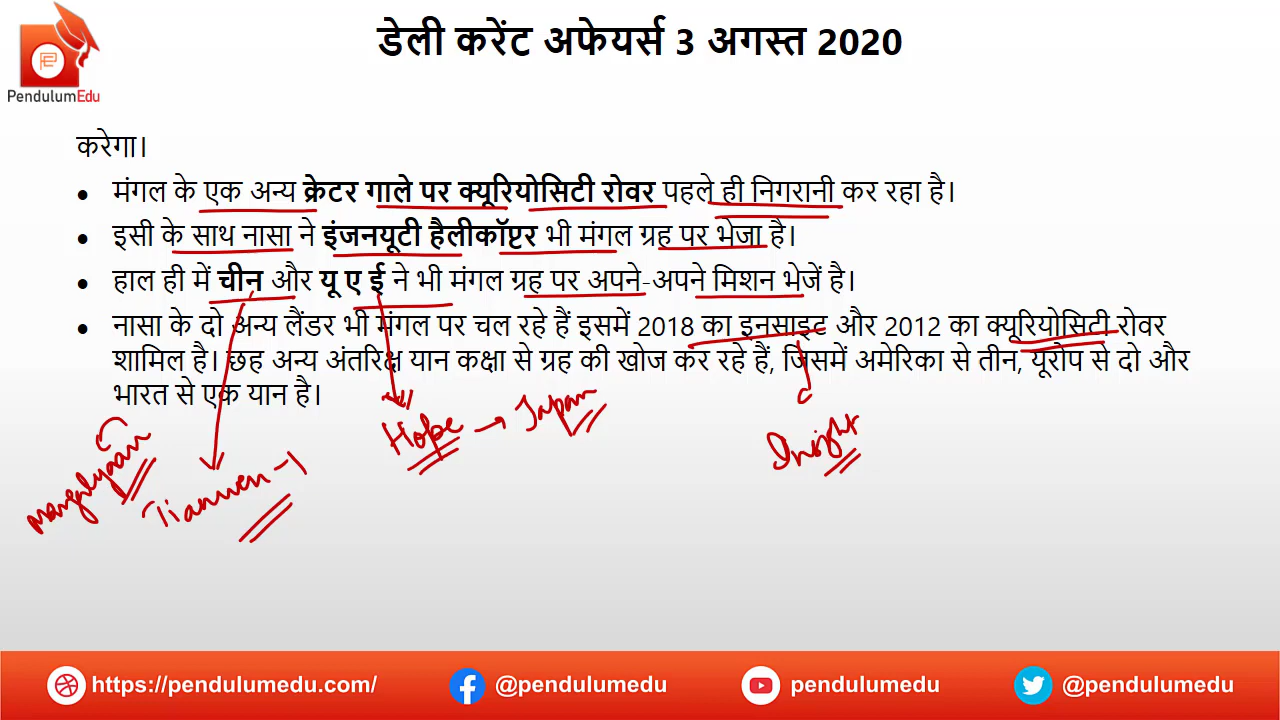 डेली करेंट अफेयर्स 3 अगस्त 2020
PendulumEdu
करेगा।
• मंगल के एक अन्य क्रेटर गाले पर क्यूरियोसिटी रोवर पहले ही निगरानी कर रहा है।
• इसी के साथ नासा ने इंजनयूटी हैलीकॉप्टर भी मंगल ग्रह पर भेजा है।
• हाल ही में चीन और यू ए ई ने भी मंगल ग्रह पर अपने-अपने मिशन भेजें है।
• नासा के दो अन्य लैंडर भी मंगल पर चल रहे हैं इसमें 2018 का इनसाइट और 2012 का क्यूरियोसिटी रोवर
शामिल है। छह अन्य अंतरिक्ष यान कक्षा से ग्रह की खोज कर रहे हैं, जिसमें अमेरिका से तीन, यूरोप से दो और
भारत से एक यान है।
Hope → Japan
Insight
Mangalyaan
Tianwen-1
https://pendulumedu.com/
@pendulumedu
pendulumedu
@pendulumedu